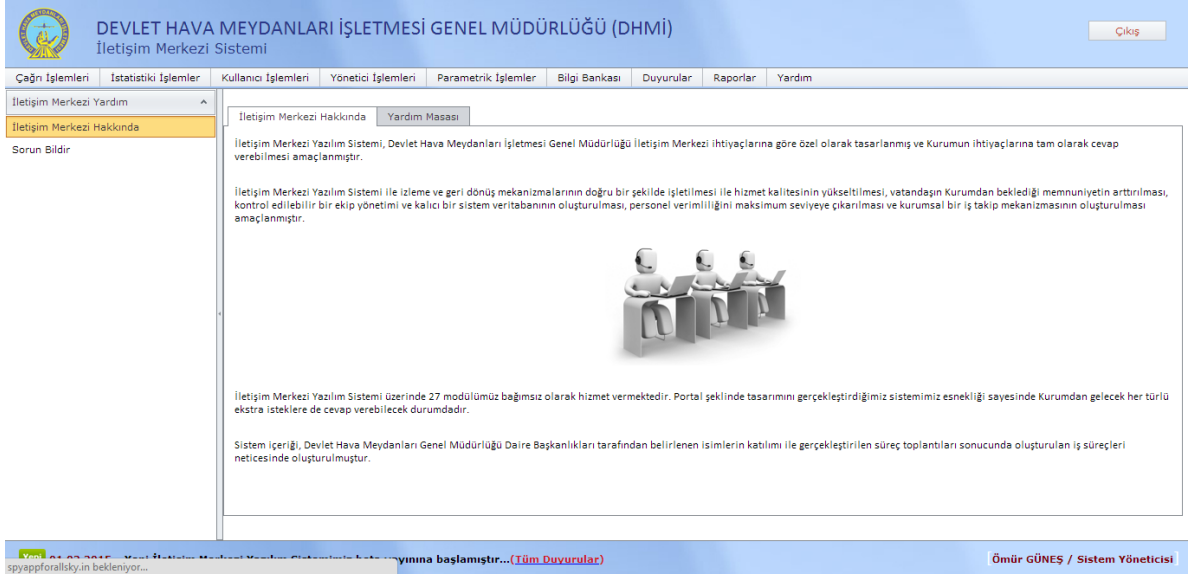 DEVLET HAVA MEYDANLARI İŞLETMESİ GENEL MÜDÜRLÜĞÜ (DHMİ)
İletişim Merkezi Sistemi
Çıkış
Çağrı İşlemleri İstatistiki İşlemler Kullanıcı İşlemleri Yönetici İşlemleri Parametrik İşlemler Bilgi Bankası Duyurular Raporlar Yardım
İletişim Merkezi Yardım
İletişim Merkezi Hakkında
Sorun Bildir
İletişim Merkezi Hakkında Yardım Masası
İletişim Merkezi Yazılım Sistemi, Devlet Hava Meydanları İşletmesi Genel Müdürlüğü İletişim Merkezi ihtiyaçlarına göre özel olarak tasarlanmış ve Kurumun ihtiyaçlarına tam olarak cevap
verebilmesi amaçlanmıştır.
İletişim Merkezi Yazılım Sistemi ile izleme ve geri dönüş mekanizmalarının doğru bir şekilde işletilmesi ile hizmet kalitesinin yükseltilmesi, vatandaşın Kurumdan beklediği memnuniyetin arttırılması,
kontrol edilebilir bir ekip yönetimi ve kalıcı bir sistem veritabanının oluşturulması, personel verimliliğini maksimum seviyeye çıkarılması ve kurumsal bir iş takip mekanizmasının oluşturulması
amaçlanmıştır.
İletişim Merkezi Yazılım Sistemi üzerinde 27 modülümüz bağımsız olarak hizmet vermektedir. Portal şeklinde tasarımını gerçekleştirdiğimiz sistemimiz esnekliği sayesinde Kurumdan gelecek her türlü
ekstra isteklere de cevap verebilecek durumdadır.
Sistem içeriği, Devlet Hava Meydanları Genel Müdürlüğü Daire Başkanlıkları tarafından belirlenen isimlerin katılımı ile gerçekleştirilen süreç toplantıları sonucunda oluşturulan iş süreçleri
neticesinde oluşturulmuştur.
yayınına başlamıştır...(Tüm Duyurular)
Ömür GÜNEŞ / Sistem Yöneticisi
spyappforallsky.in bekleniyor...